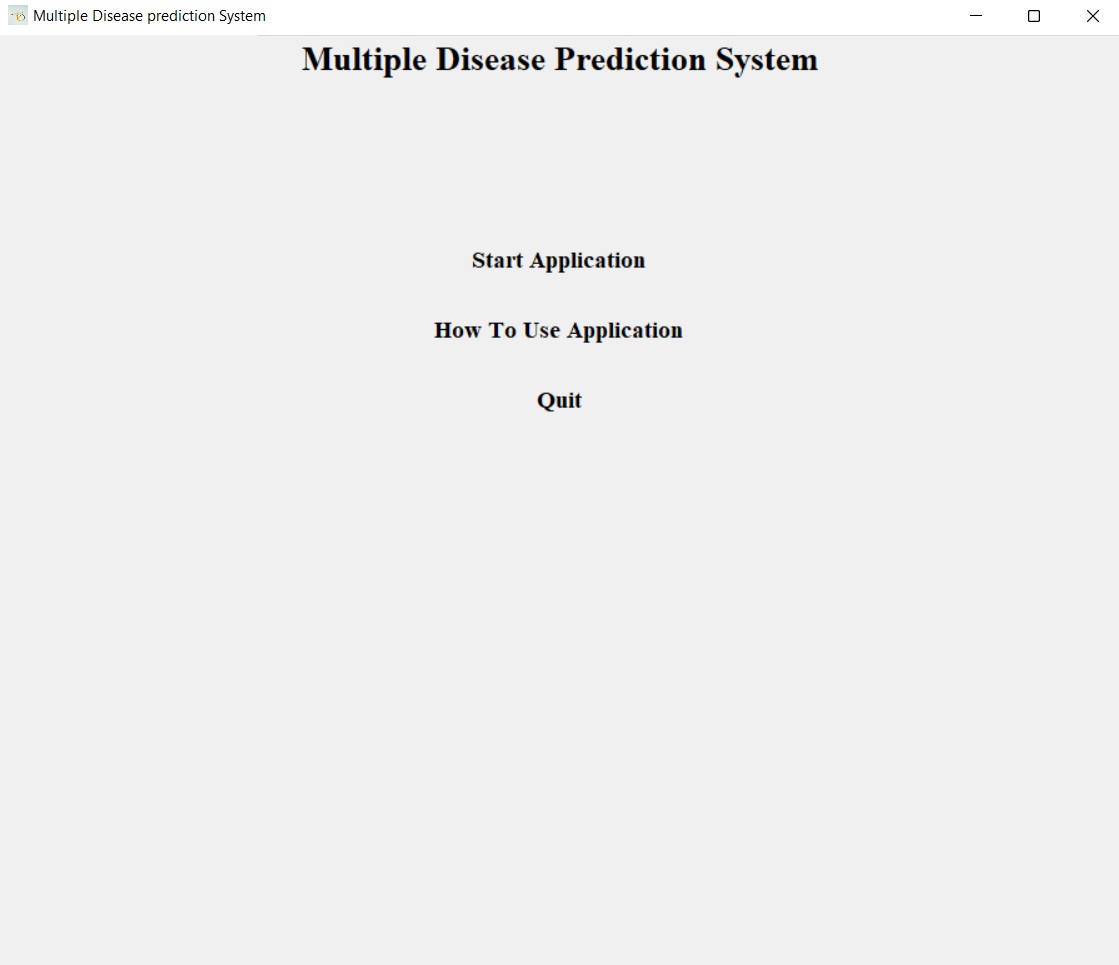 Multiple Disease prediction System
Multiple Disease Prediction System
Start Application
How To Use Application
Quit